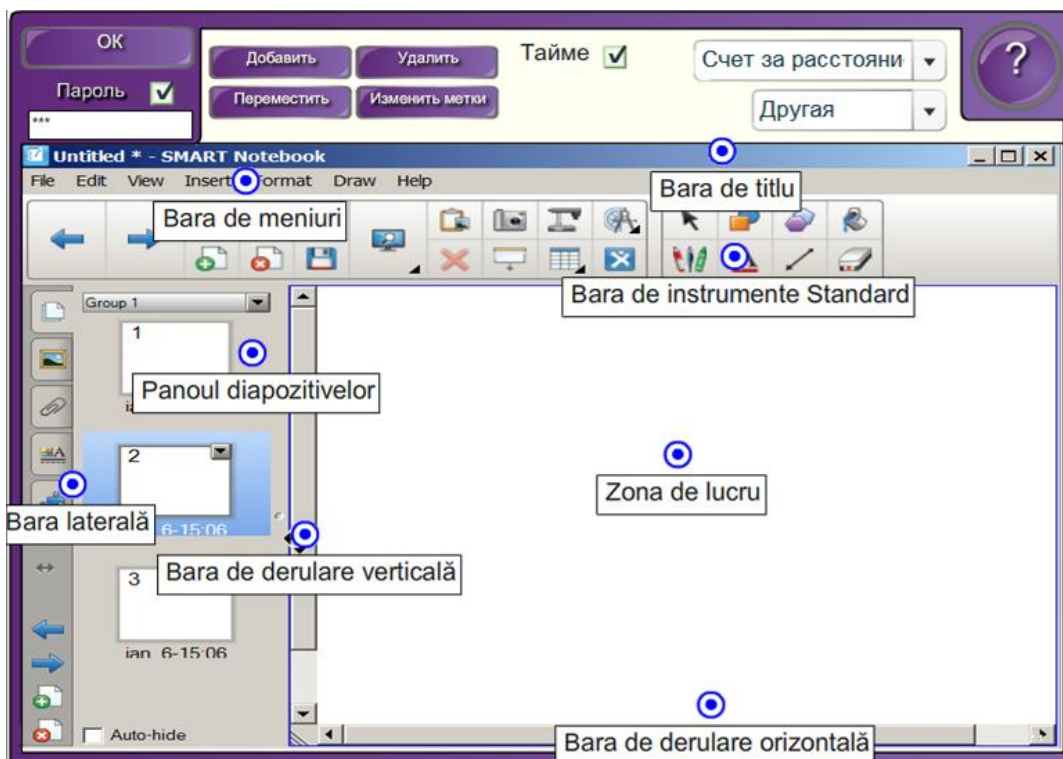 OK
Пароль
***
Добавить
Удалить
Переместить
Изменить метки
Тайме
Счет за расстояни
Другая
?
Untitled * - SMART Notebook
File Edit View Insert Format Draw Help
Bara de titlu
Bara de meniuri
Bara de instrumente Standard
Group 1
1
Panoul diapozitivelor
2
Zona de lucru
Bara laterală
6-15:06
Bara de derulare verticală
3
ian 6-15:06
Auto-hide
Bara de derulare orizontală